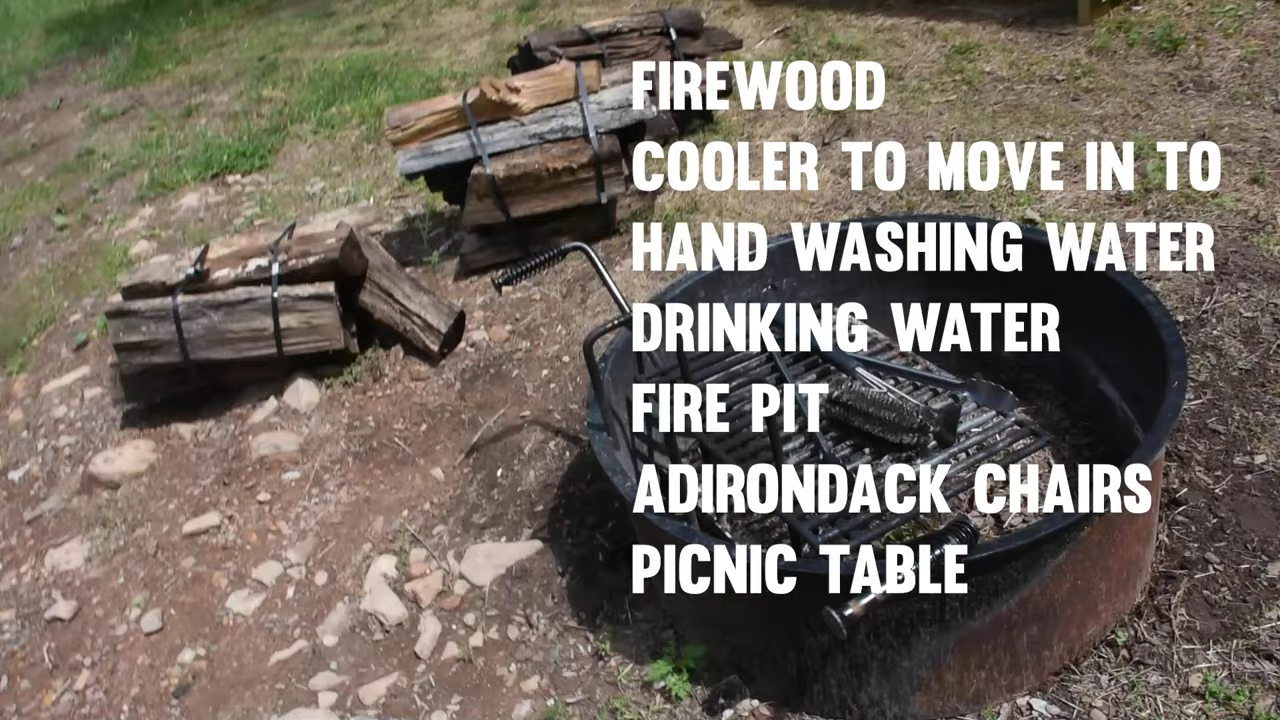 FIREWOOD
COOLER TO MOVE IN TO
HAND WASHING WATER
DRINKING WATER
FIRE PIT
ADIRONDACK CHAIRS
PICNIC TABLE